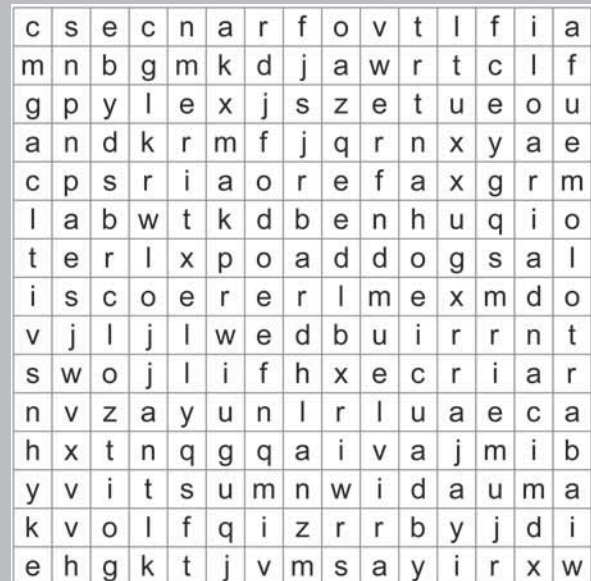 c s e c n a r f o v t l f i a
m n b g m k d j a w r t c l f
g p y l e x j s z e t u e o u
a n d k r m f j q r n x y a e
c p s r i a o r e f a x g r m
l a b w t k d b e n h u q i o
t e r l x p o a d d o g s a l
i s c o e r e r l m e x m d o
v j l j l w e d b u i r r n t
s w o j l i f h x e c r i a r
n v z a y u n l r l u a e c a
h x t n q g q a i v a j m i b
y v i t s u m n w i d a u m a
k v o l f q i z r r b y j d i
e h g k t j v m s a y i r x w